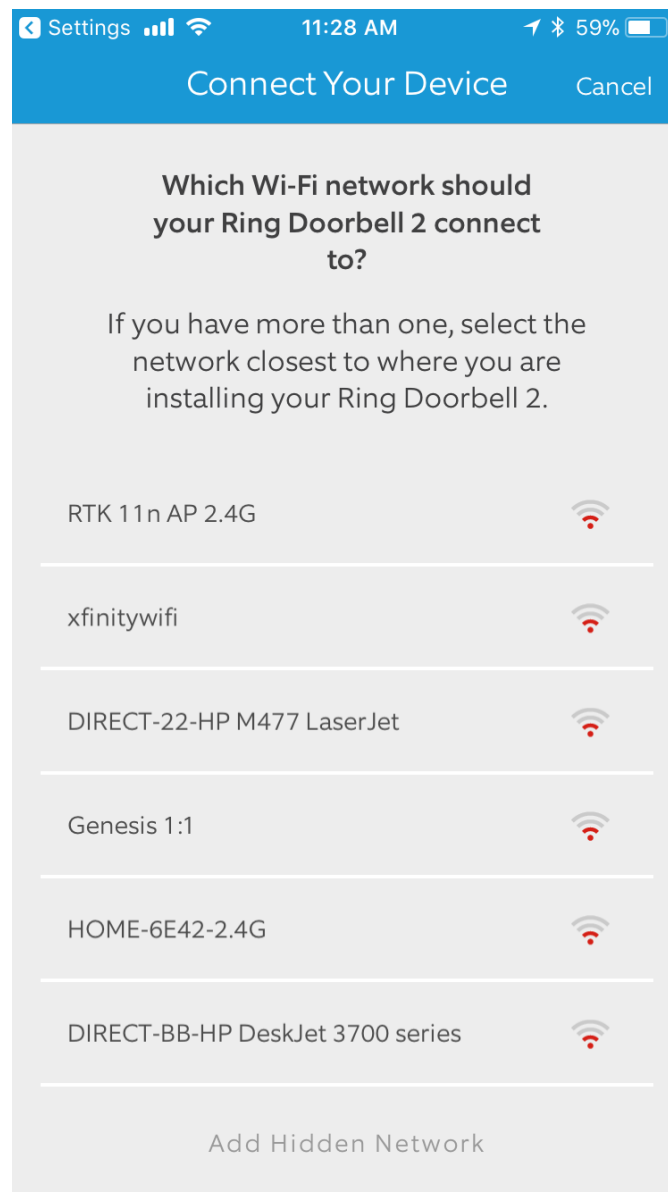 Settings 11:28 AM 59%
Connect Your Device Cancel
Which Wi-Fi network should
your Ring Doorbell 2 connect
to?
If you have more than one, select the
network closest to where you are
installing your Ring Doorbell 2.
RTK 11n AP 2.4G
xfinitywifi
DIRECT-22-HP M477 LaserJet
Genesis 1:1
HOME-6E42-2.4G
DIRECT-BB-HP DeskJet 3700 series
Add Hidden Network